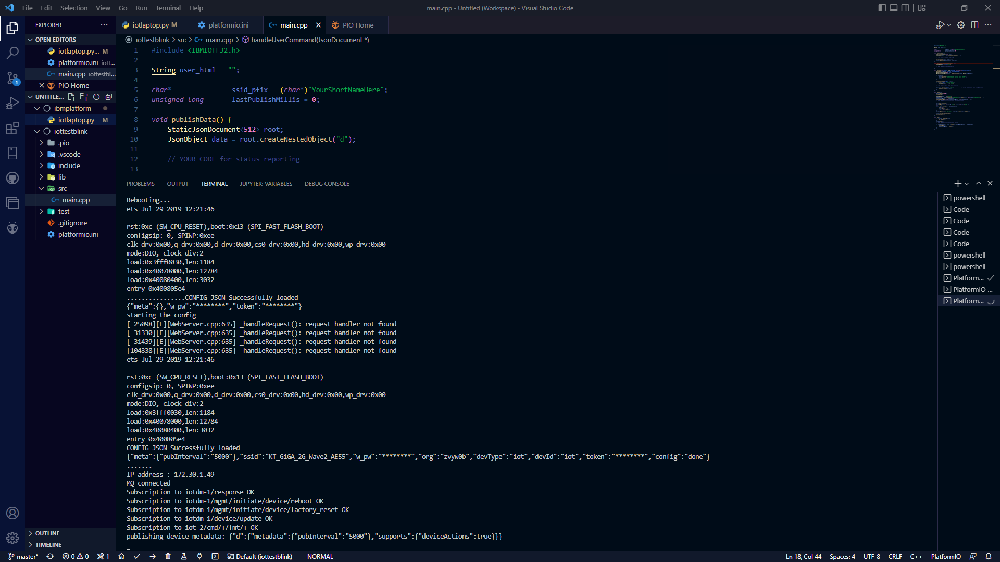 File Edit Selection View Go Run Terminal Help
main.cpp - Untitled (Workspace) - Visual Studio Code
EXPLORER
iotlaptop.py M
platformio.ini
main.cpp
PIO Home
OPEN EDITORS
iotlaptop.py... M
platformio.ini iott...
main.cpp iottestbl...
PIO Home
UNTITLE...
ibmplatform
iotlaptop.py M
iottestblink
.pio
.vscode
include
lib
src
main.cpp
test
.gitignore
platformio.ini
OUTLINE
TIMELINE
1
iottestblink > src > main.cpp > handleUserCommand(JsonDocument *)
1 #include <IBMIOTF32.h>
2
3 String user_html = "";
4
5 char* ssid_pfix = (char*)"YourShortNameHere";
6 unsigned long lastPublishMillis = 0;
7
8 void publishData() {
9 StaticJsonDocument<512> root;
10 JsonObject data = root.createNestedObject("d");
11
12 // YOUR CODE for status reporting
13
PROBLEMS OUTPUT TERMINAL JUPYTER: VARIABLES DEBUG CONSOLE
Rebooting...
ets Jul 29 2019 12:21:46
rst:0xc (SW_CPU_RESET),boot:0x13 (SPI_FAST_FLASH_BOOT)
configsip: 0, SPIWP:0xee
clk_drv:0x00,q_drv:0x00,d_drv:0x00,cs0_drv:0x00,hd_drv:0x00,wp_drv:0x00
mode:DIO, clock div:2
load:0x3fff0030,len:1184
load:0x40078000,len:12784
load:0x40080400,len:3032
entry 0x400805e4
................CONFIG JSON Successfully loaded
{"meta":{},"w_pw":"********","token":"********"}
starting the config
[ 25098][E][WebServer.cpp:635] _handleRequest(): request handler not found
[ 31330][E][WebServer.cpp:635] _handleRequest(): request handler not found
[ 31439][E][WebServer.cpp:635] _handleRequest(): request handler not found
[104338][E][WebServer.cpp:635] _handleRequest(): request handler not found
ets Jul 29 2019 12:21:46
rst:0xc (SW_CPU_RESET),boot:0x13 (SPI_FAST_FLASH_BOOT)
configsip: 0, SPIWP:0xee
clk_drv:0x00,q_drv:0x00,d_drv:0x00,cs0_drv:0x00,hd_drv:0x00,wp_drv:0x00
mode:DIO, clock div:2
load:0x3fff0030,len:1184
load:0x40078000,len:12784
load:0x40080400,len:3032
entry 0x400805e4
CONFIG JSON Successfully loaded
{"meta":{"pubInterval":"5000"},"ssid":"KT_GiGA_2G_Wave2_AE55","w_pw":"********","org":"zvyw0b","devType":"iot","devId":"iot","token":"********","config":"done"}
.......
IP address : 172.30.1.49
MQ connected
Subscription to iotdm-1/response OK
Subscription to iotdm-1/mgmt/initiate/device/reboot OK
Subscription to iotdm-1/mgmt/initiate/device/factory_reset OK
Subscription to iotdm-1/device/update OK
Subscription to iot-2/cmd/+/fmt/+ OK
publishing device metadata: {"d":{"metadata":{"pubInterval":"5000"},"supports":{"deviceActions":true}}}
powershell
Code
Code
Code
Code
powershell
powershell
Platform...
PlatformIO ...
Platform...
master* 0 0 1 Default (iottestblink) -- NORMAL --
Ln 18, Col 44 Spaces: 4 UTF-8 CRLF C++ PlatformIO